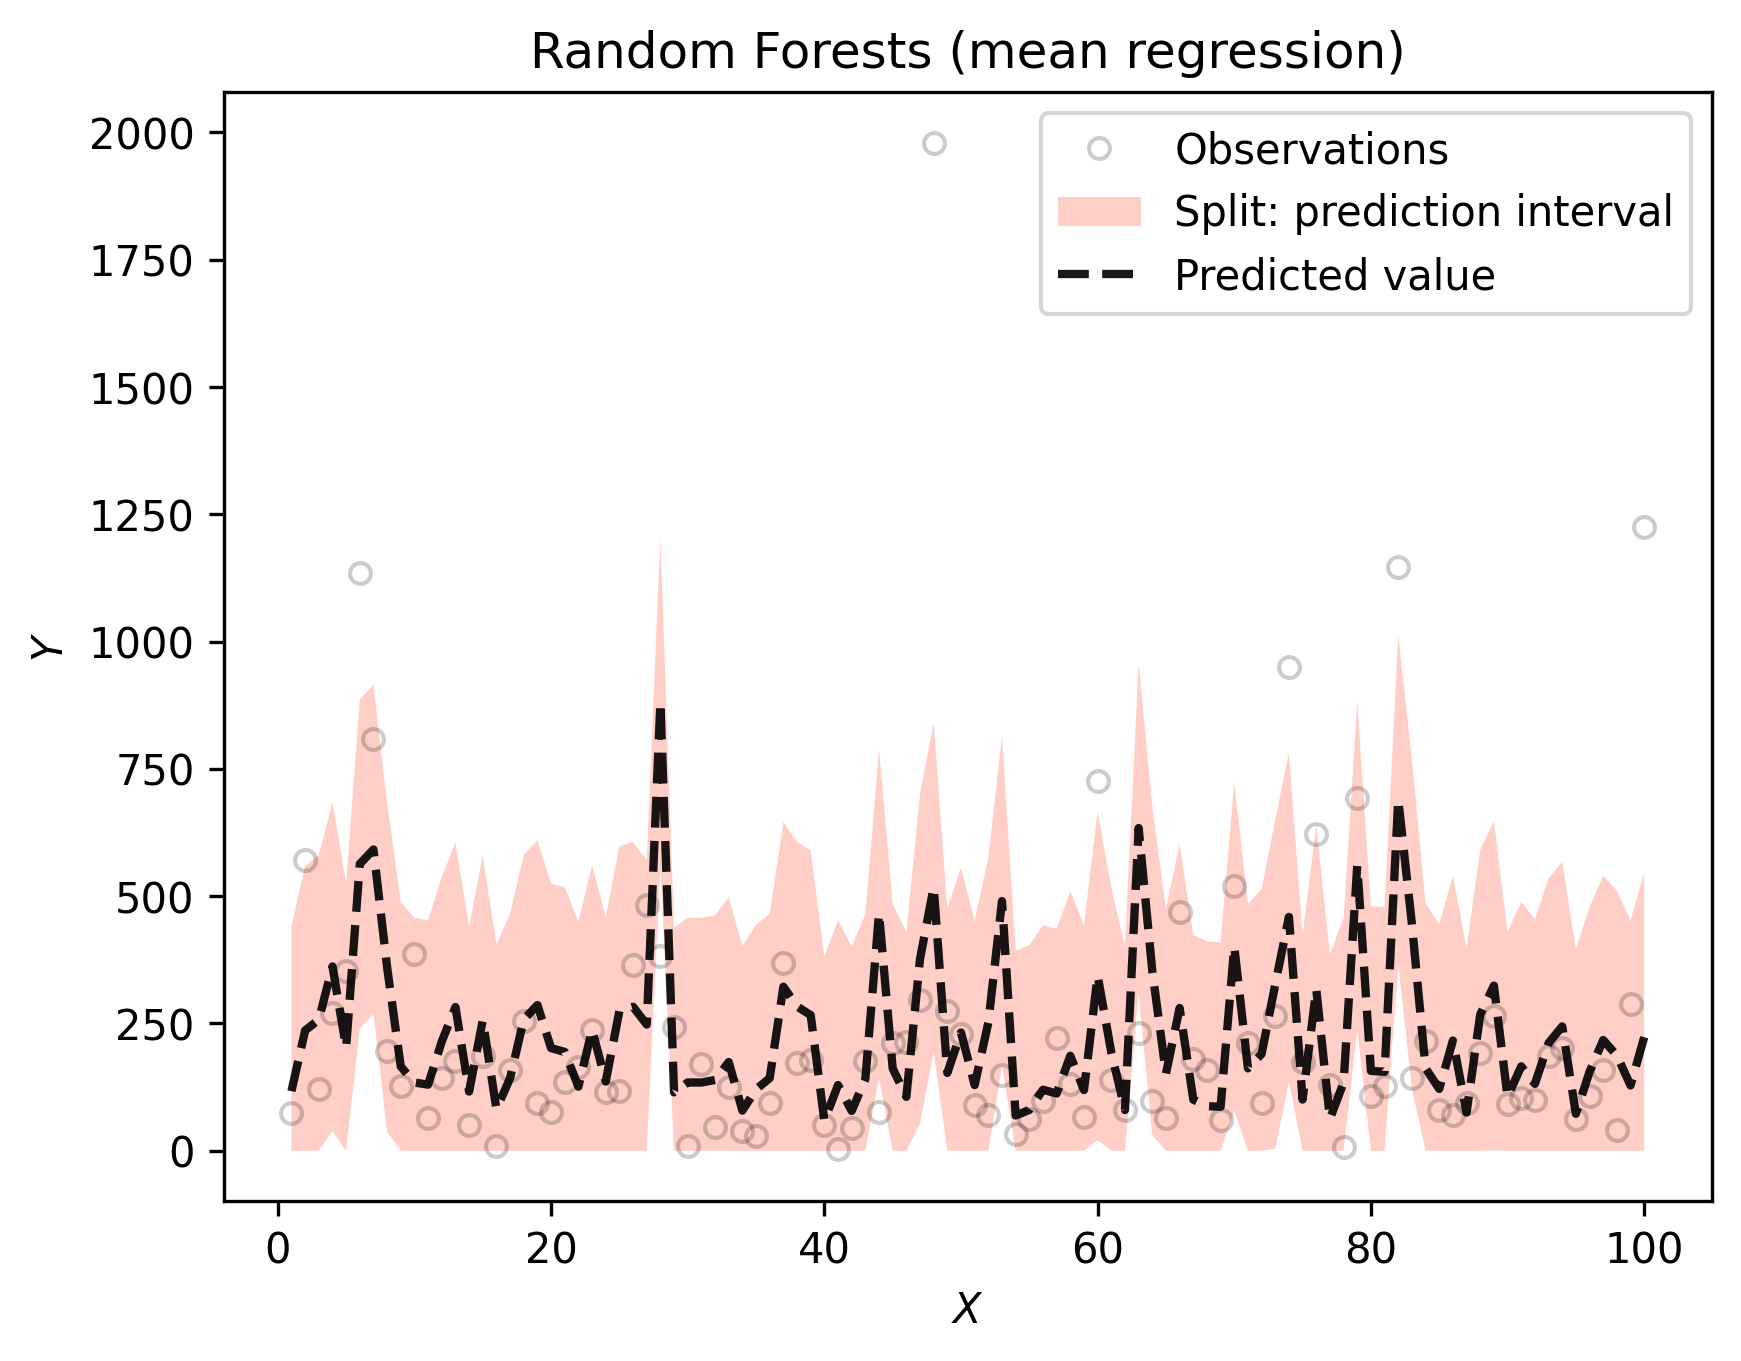 Random Forests (mean regression)
2000
1750
1500
1250
1000
750
500
250
0
Y
Observations
Split: prediction interval
Predicted value
0 20 40 60 80 100
X